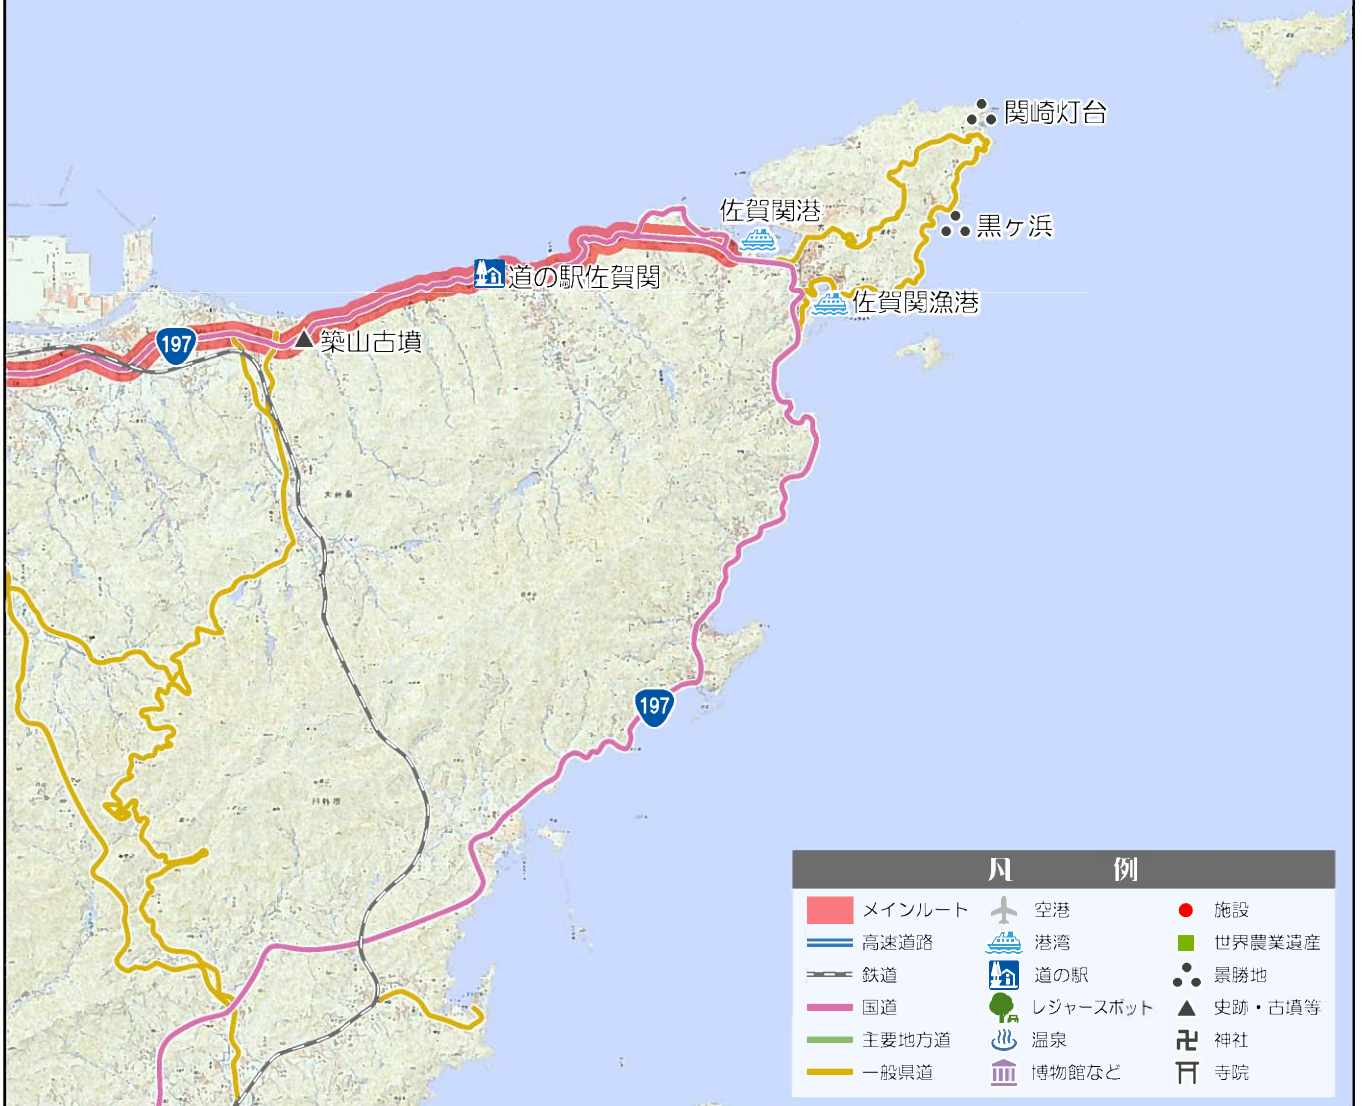 関崎灯台
佐賀関港
黒ヶ浜
道の駅佐賀関
佐賀関漁港
197
築山古墳
197
凡例
メインルート
空港
施設
高速道路
港湾
世界農業遺産
鉄道
道の駅
景勝地
国道
レジャースポット
史跡・古墳等
主要地方道
温泉
神社
一般県道
博物館など
寺院